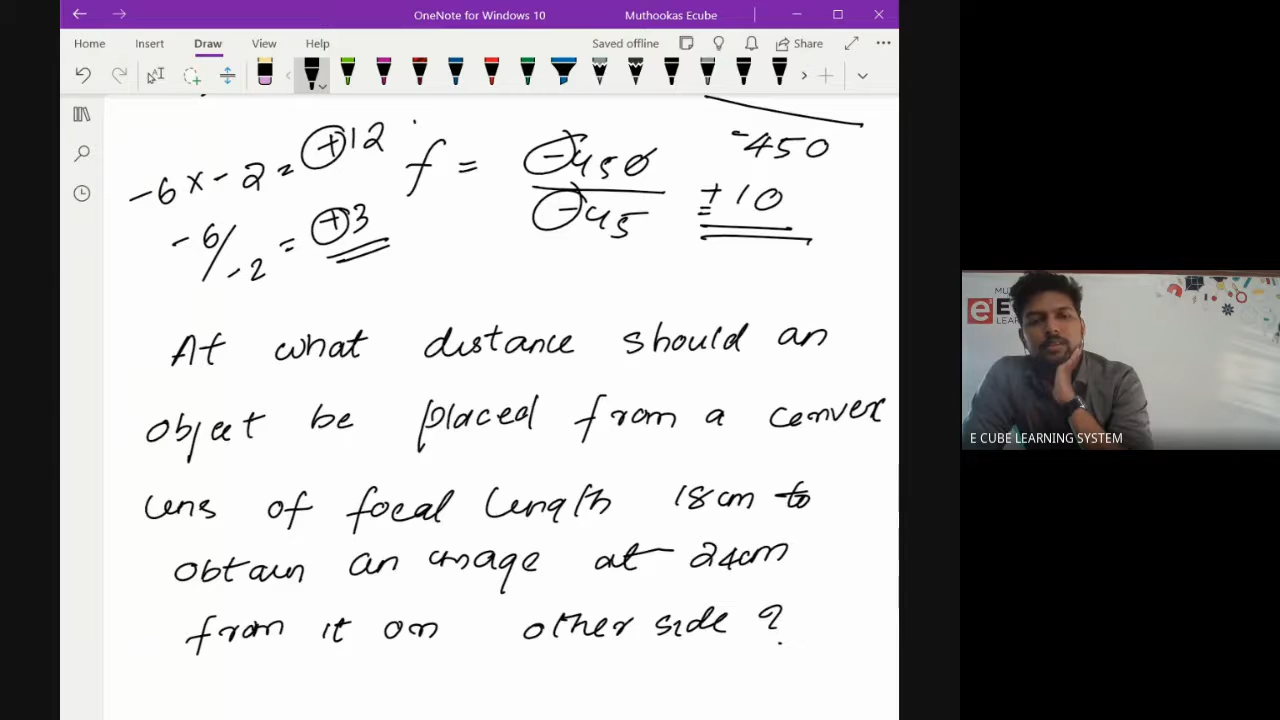 OneNote for Windows 10
Muthookas Ecube
Home Insert Draw View Help
Saved offline
Share
-6 x -2 = +12
-6/-2 = +3
f = -450
-45
-450
+10
At what distance should an
object be placed from a convex
lens of focal length 18cm to
obtain an image at 24cm
from it on other side ?
E CUBE LEARNING SYSTEM